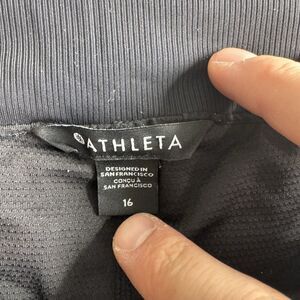 ATHLETA
DESIGNED IN
SAN FRANCISCO
CONÇU À
SAN FRANCISCO
16